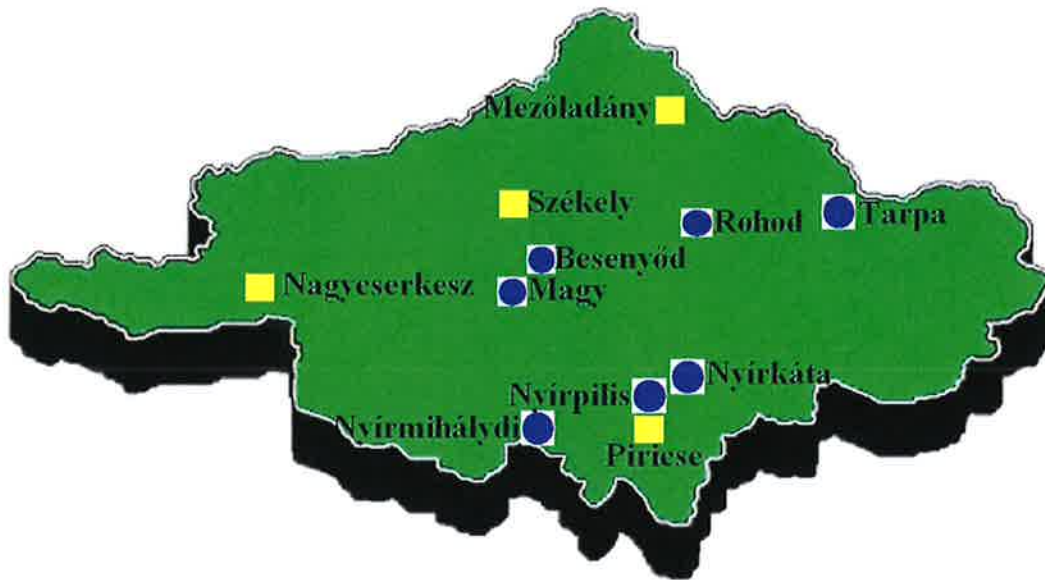 Mezőladány
Székely
Rohod
Tarpa
Besenyőd
Nagycserkesz
Magy
Nyírkáta
Nyírpilis
Nyírmihálydi
Piricse